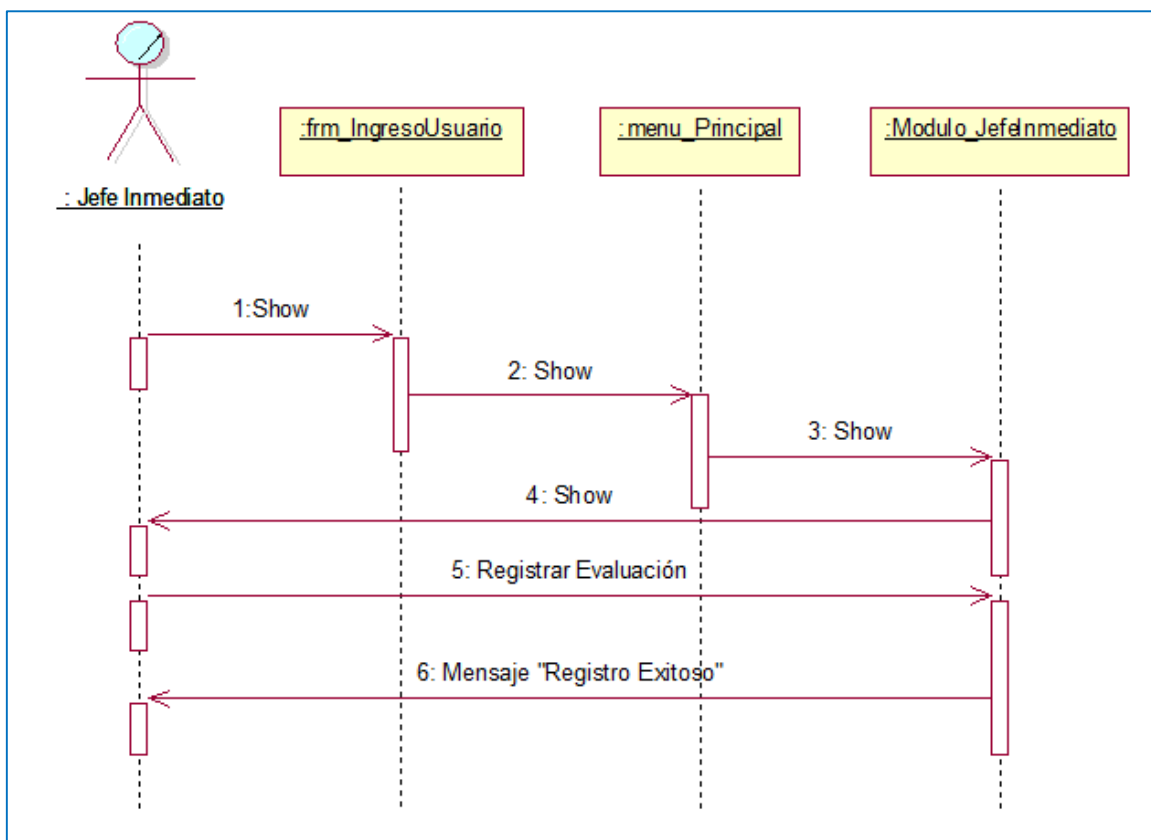 :frm_IngresoUsuario
:menu_Principal
:Modulo_JefeInmediato
: Jefe Inmediato
1:Show
2: Show
3: Show
4: Show
5: Registrar Evaluación
6: Mensaje "Registro Exitoso"